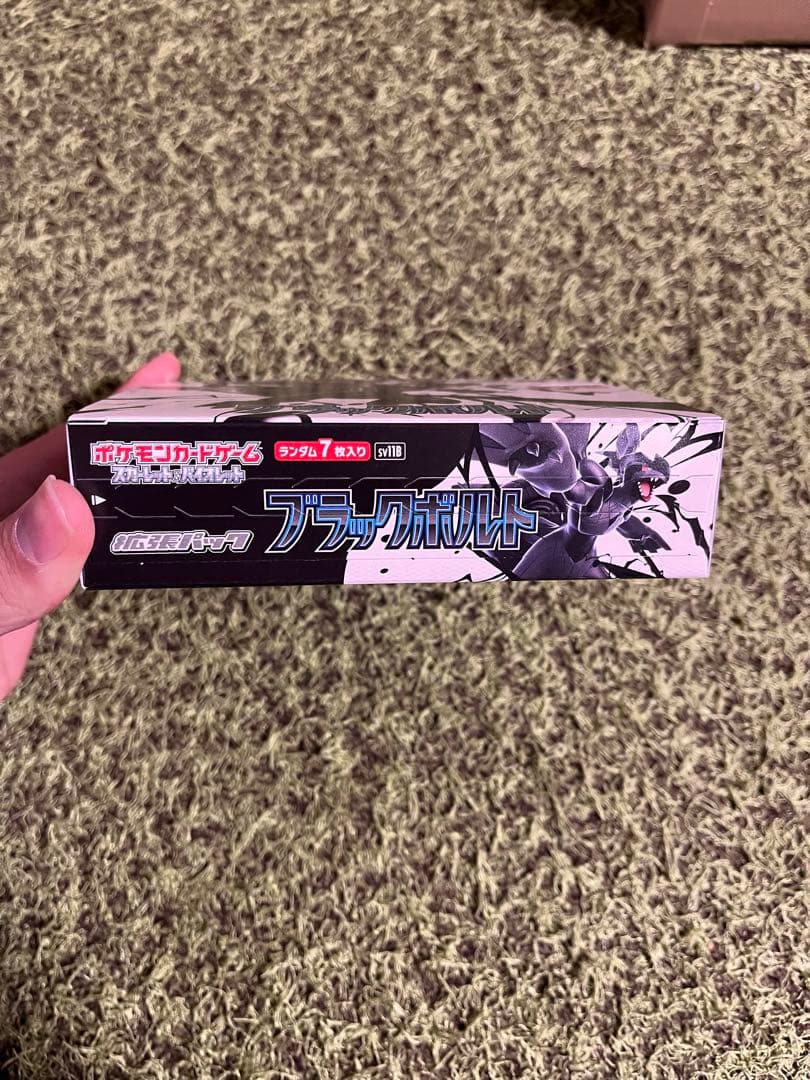 ポケモンカードゲーム
スカーレット&バイオレット
ランダム7枚入り
sv11B
拡張パック
ブラックボルト